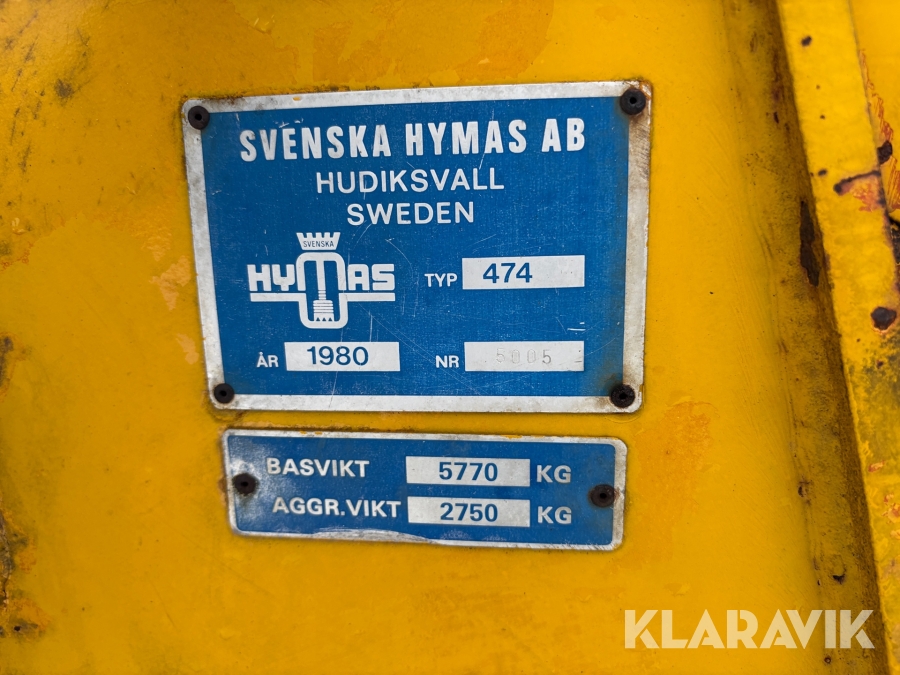 SVENSKA HYMAS AB
HUDIKSVALL
SWEDEN
SVENSKA
HYMAS
TYP 474
ÅR 1980
NR 5005
BASVIKT 5770 KG
AGGR.VIKT 2750 KG
KLARAVIK